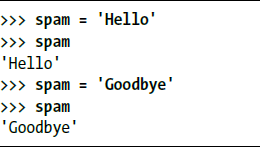 >>> spam = 'Hello'
>>> spam
'Hello'
>>> spam = 'Goodbye'
>>> spam
'Goodbye'